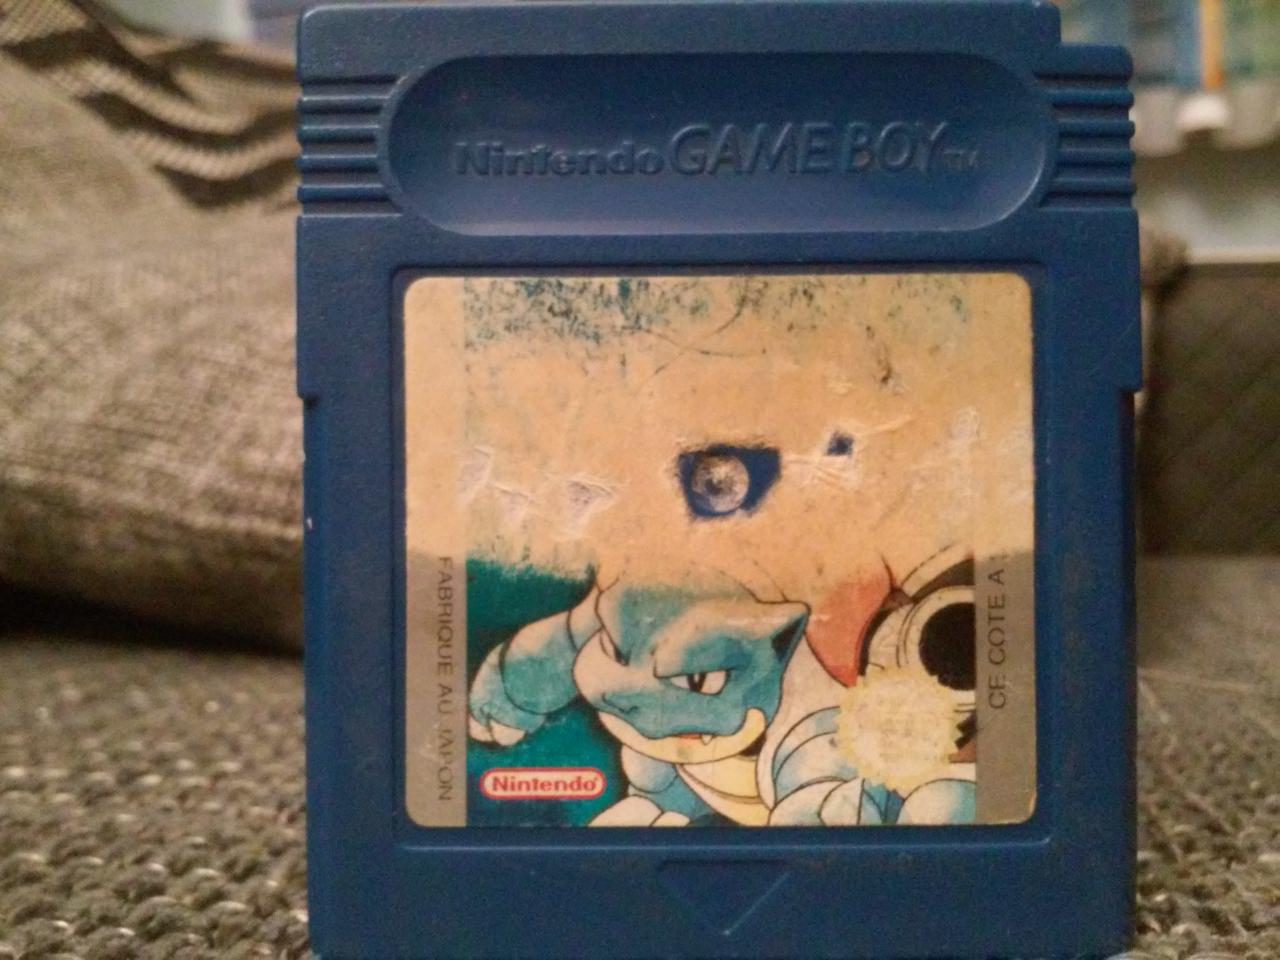 Nintendo GAME BOY™
FABRIQUE AU JAPON
CE COTE A
Nintendo®